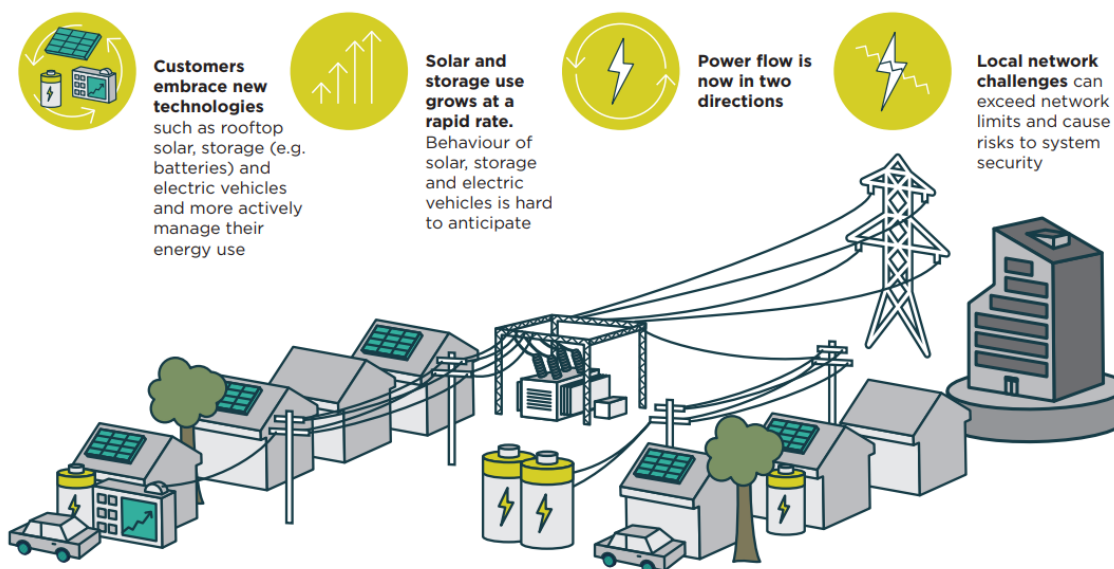 Customers
embrace new
technologies
such as rooftop
solar, storage (e.g.
batteries) and
electric vehicles
and more actively
manage their
energy use
Solar and
storage use
grows at a
rapid rate.
Behaviour of
solar, storage
and electric
vehicles is hard
to anticipate
Power flow is
now in two
directions
Local network
challenges can
exceed network
limits and cause
risks to system
security